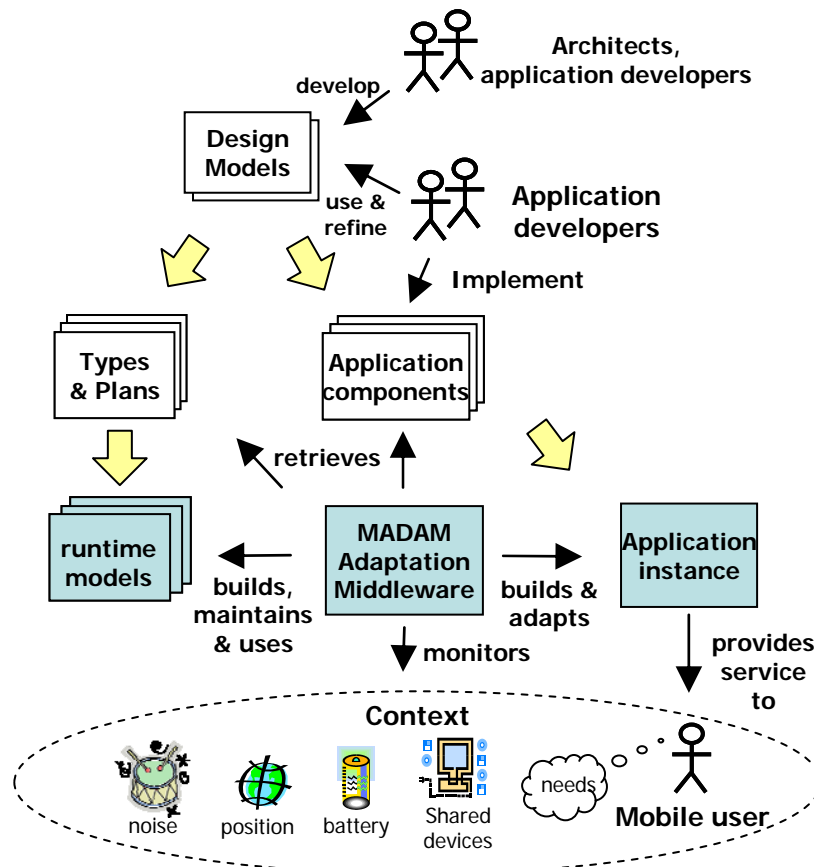 Architects,
application developers
develop
Design
Models
use &
refine
Application
developers
Implement
Types
& Plans
Application
components
retrieves
runtime
models
MADAM
Adaptation
Middleware
Application
instance
builds,
maintains
& uses
builds &
adapts
monitors
provides
service
to
Context
needs
noise
position
battery
Shared
devices
Mobile user